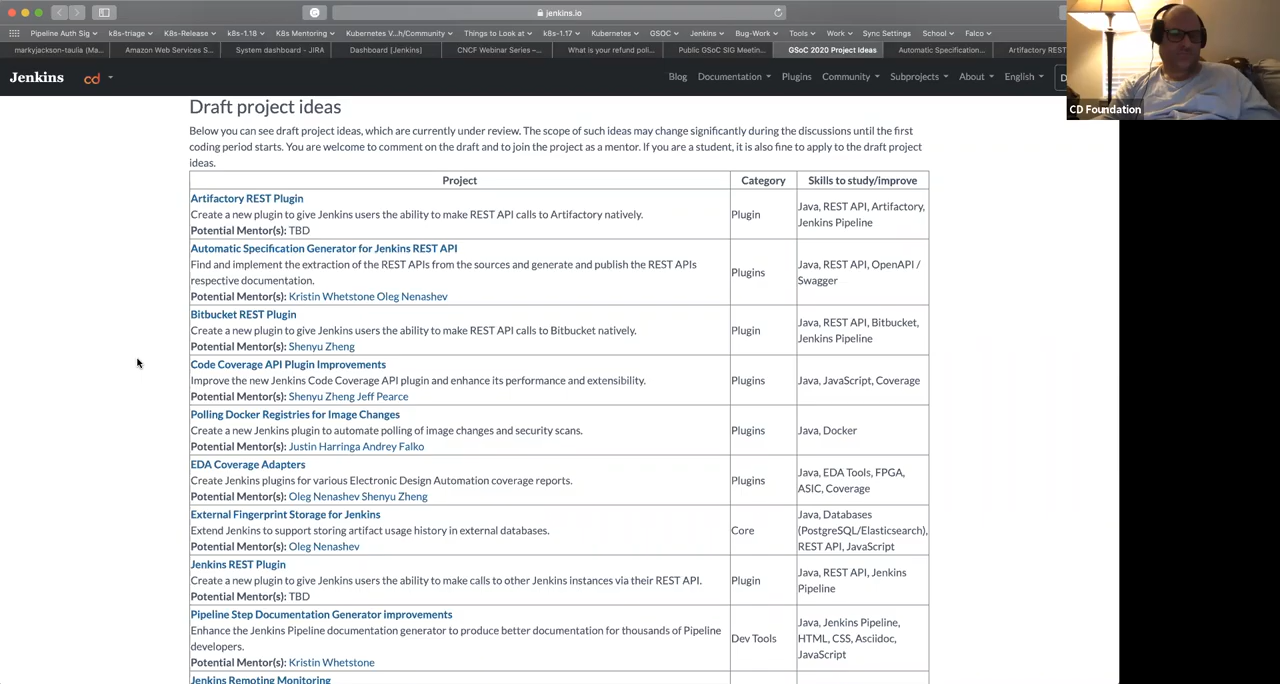 jenkins.io
Pipeline Auth Sig
k8s-triage
K8s-Release
k8s-1.18
K8s Mentoring
Kubernetes V...h/Community
Things to Look at
k8s-1.17
Kubernetes
GSOC
Jenkins
Bug-Work
Tools
Work
Sync Settings
School
Falco
markyjackson-taulia (Ma...
Amazon Web Services S...
System dashboard - JIRA
Dashboard [Jenkins]
CNCF Webinar Series –...
What is your refund poli...
Public GSoC SIG Meetin...
GSoC 2020 Project Ideas
Automatic Specification...
Artifactory REST
Jenkins
cd
Blog
Documentation
Plugins
Community
Subprojects
About
English
D
CD Foundation
Draft project ideas
Below you can see draft project ideas, which are currently under review. The scope of such ideas may change significantly during the discussions until the first
coding period starts. You are welcome to comment on the draft and to join the project as a mentor. If you are a student, it is also fine to apply to the draft project
ideas.
Project
Category
Skills to study/improve
Artifactory REST Plugin
Create a new plugin to give Jenkins users the ability to make REST API calls to Artifactory natively.
Potential Mentor(s): TBD
Plugin
Java, REST API, Artifactory,
Jenkins Pipeline
Automatic Specification Generator for Jenkins REST API
Find and implement the extraction of the REST APIs from the sources and generate and publish the REST APIs
respective documentation.
Potential Mentor(s): Kristin Whetstone Oleg Nenashev
Plugins
Java, REST API, OpenAPI /
Swagger
Bitbucket REST Plugin
Create a new plugin to give Jenkins users the ability to make REST API calls to Bitbucket natively.
Potential Mentor(s): Shenyu Zheng
Plugin
Java, REST API, Bitbucket,
Jenkins Pipeline
Code Coverage API Plugin Improvements
Improve the new Jenkins Code Coverage API plugin and enhance its performance and extensibility.
Potential Mentor(s): Shenyu Zheng Jeff Pearce
Plugins
Java, JavaScript, Coverage
Polling Docker Registries for Image Changes
Create a new Jenkins plugin to automate polling of image changes and security scans.
Potential Mentor(s): Justin Harringa Andrey Falko
Plugins
Java, Docker
EDA Coverage Adapters
Create Jenkins plugins for various Electronic Design Automation coverage reports.
Potential Mentor(s): Oleg Nenashev Shenyu Zheng
Plugins
Java, EDA Tools, FPGA,
ASIC, Coverage
External Fingerprint Storage for Jenkins
Extend Jenkins to support storing artifact usage history in external databases.
Potential Mentor(s): Oleg Nenashev
Core
Java, Databases
(PostgreSQL/Elasticsearch),
REST API, JavaScript
Jenkins REST Plugin
Create a new plugin to give Jenkins users the ability to make calls to other Jenkins instances via their REST API.
Potential Mentor(s): TBD
Plugin
Java, REST API, Jenkins
Pipeline
Pipeline Step Documentation Generator improvements
Enhance the Jenkins Pipeline documentation generator to produce better documentation for thousands of Pipeline
developers.
Potential Mentor(s): Kristin Whetstone
Dev Tools
Java, Jenkins Pipeline,
HTML, CSS, Asciidoc,
JavaScript
Jenkins Remoting Monitoring